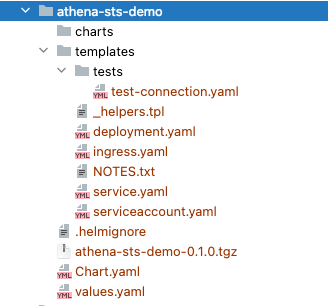 athena-sts-demo
charts
templates
tests
YML test-connection.yaml
_helpers.tpl
YML deployment.yaml
YML ingress.yaml
NOTES.txt
YML service.yaml
YML serviceaccount.yaml
.helmignore
athena-sts-demo-0.1.0.tgz
YML Chart.yaml
YML values.yaml